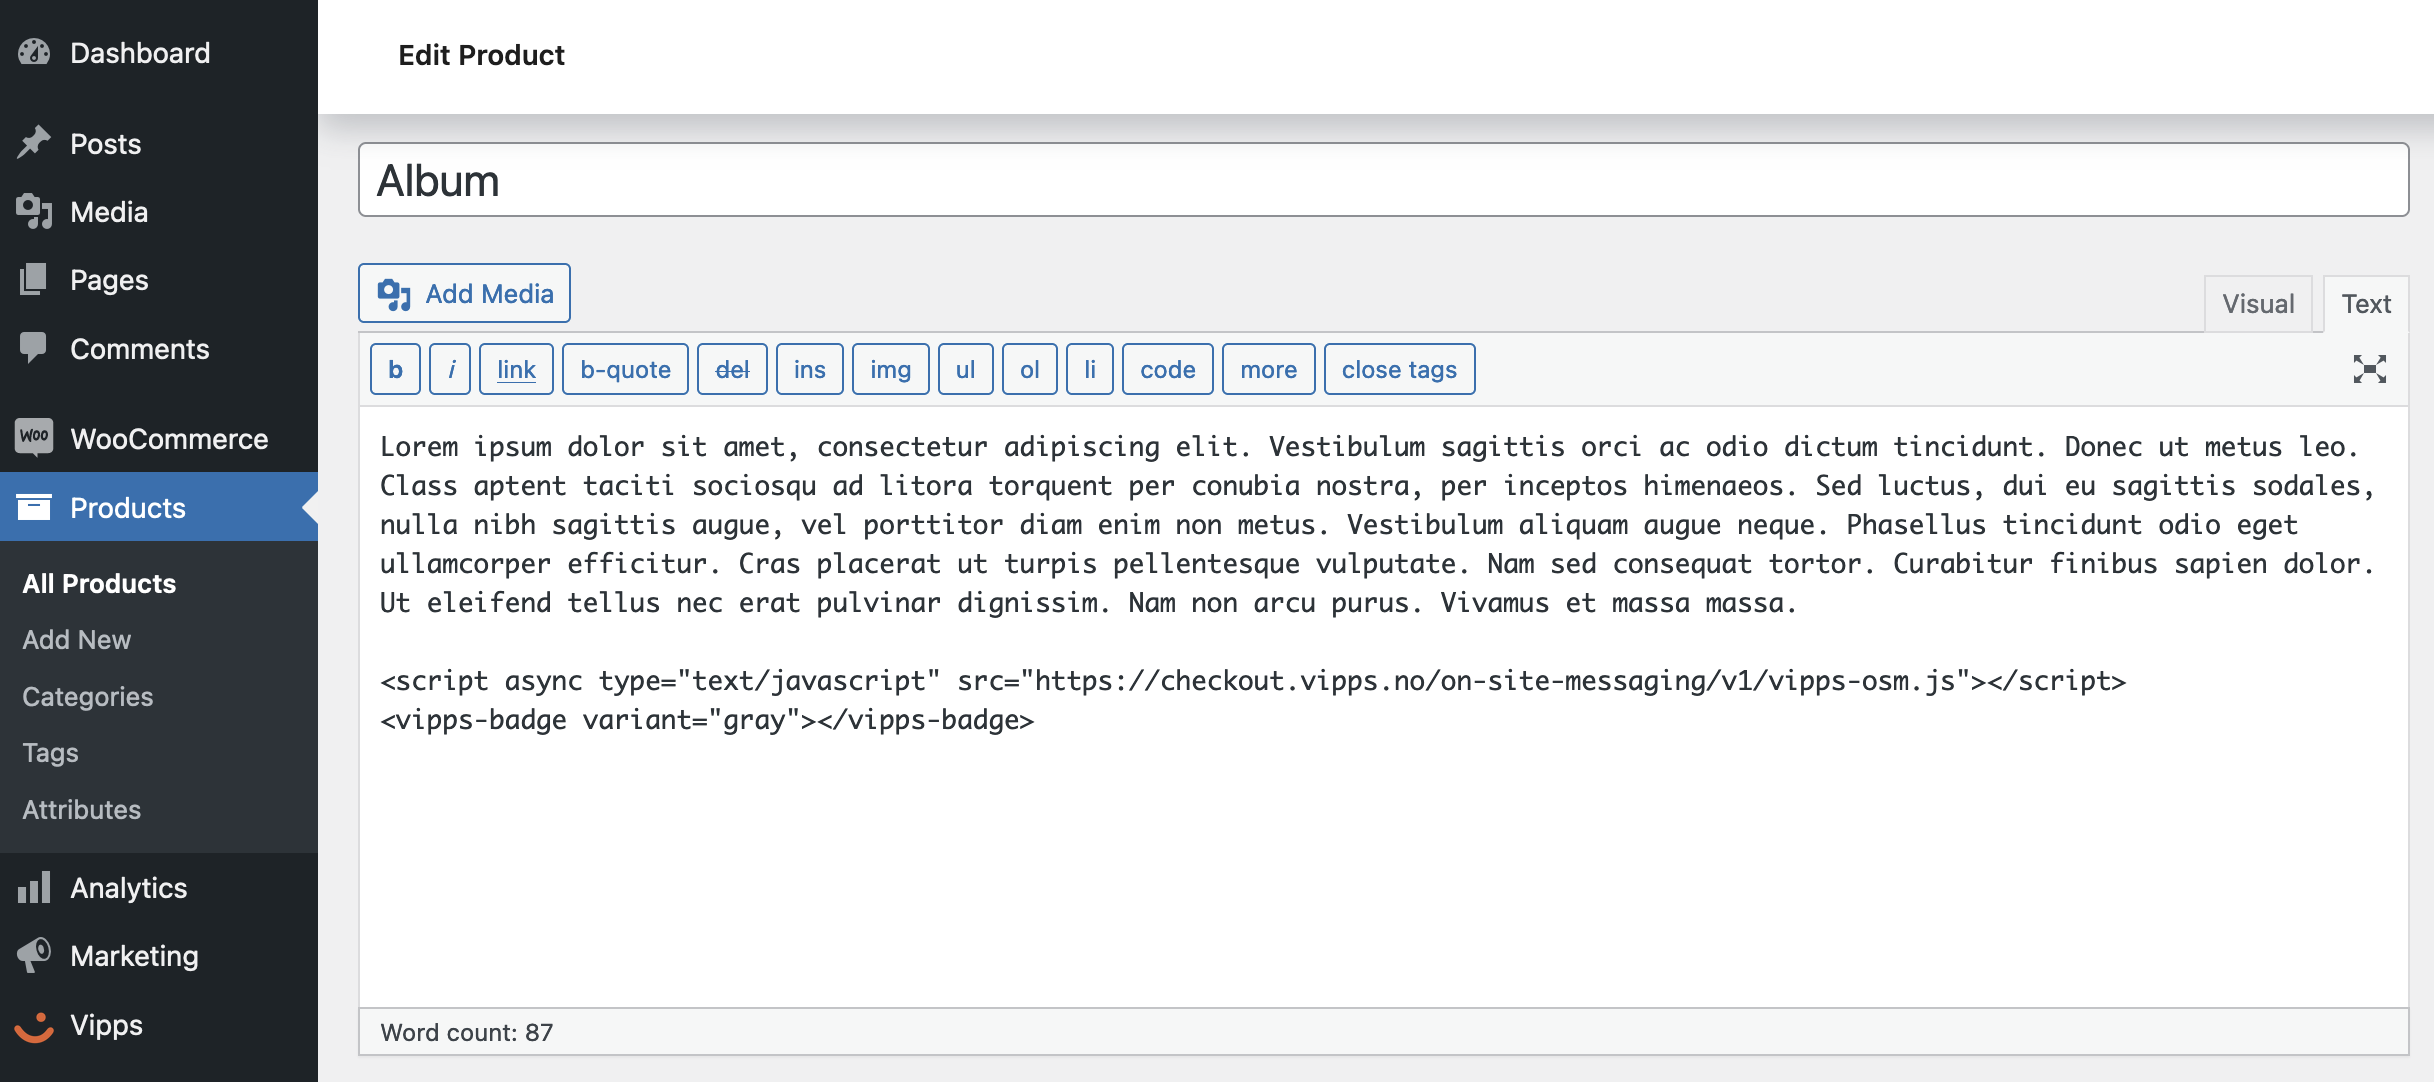 Dashboard
Posts
Media
Pages
Comments
Woo WooCommerce
Products
All Products
Add New
Categories
Tags
Attributes
Analytics
Marketing
Vipps
Edit Product
Album
Add Media
Visual Text
b i link b-quote del ins img ul ol li code more close tags
Lorem ipsum dolor sit amet, consectetur adipiscing elit. Vestibulum sagittis orci ac odio dictum tincidunt. Donec ut metus leo.
Class aptent taciti sociosqu ad litora torquent per conubia nostra, per inceptos himenaeos. Sed luctus, dui eu sagittis sodales,
nulla nibh sagittis augue, vel porttitor diam enim non metus. Vestibulum aliquam augue neque. Phasellus tincidunt odio eget
ullamcorper efficitur. Cras placerat ut turpis pellentesque vulputate. Nam sed consequat tortor. Curabitur finibus sapien dolor.
Ut eleifend tellus nec erat pulvinar dignissim. Nam non arcu purus. Vivamus et massa massa.
<script async type="text/javascript" src="https://checkout.vipps.no/on-site-messaging/v1/vipps-osm.js"></script>
<vipps-badge variant="gray"></vipps-badge>
Word count: 87